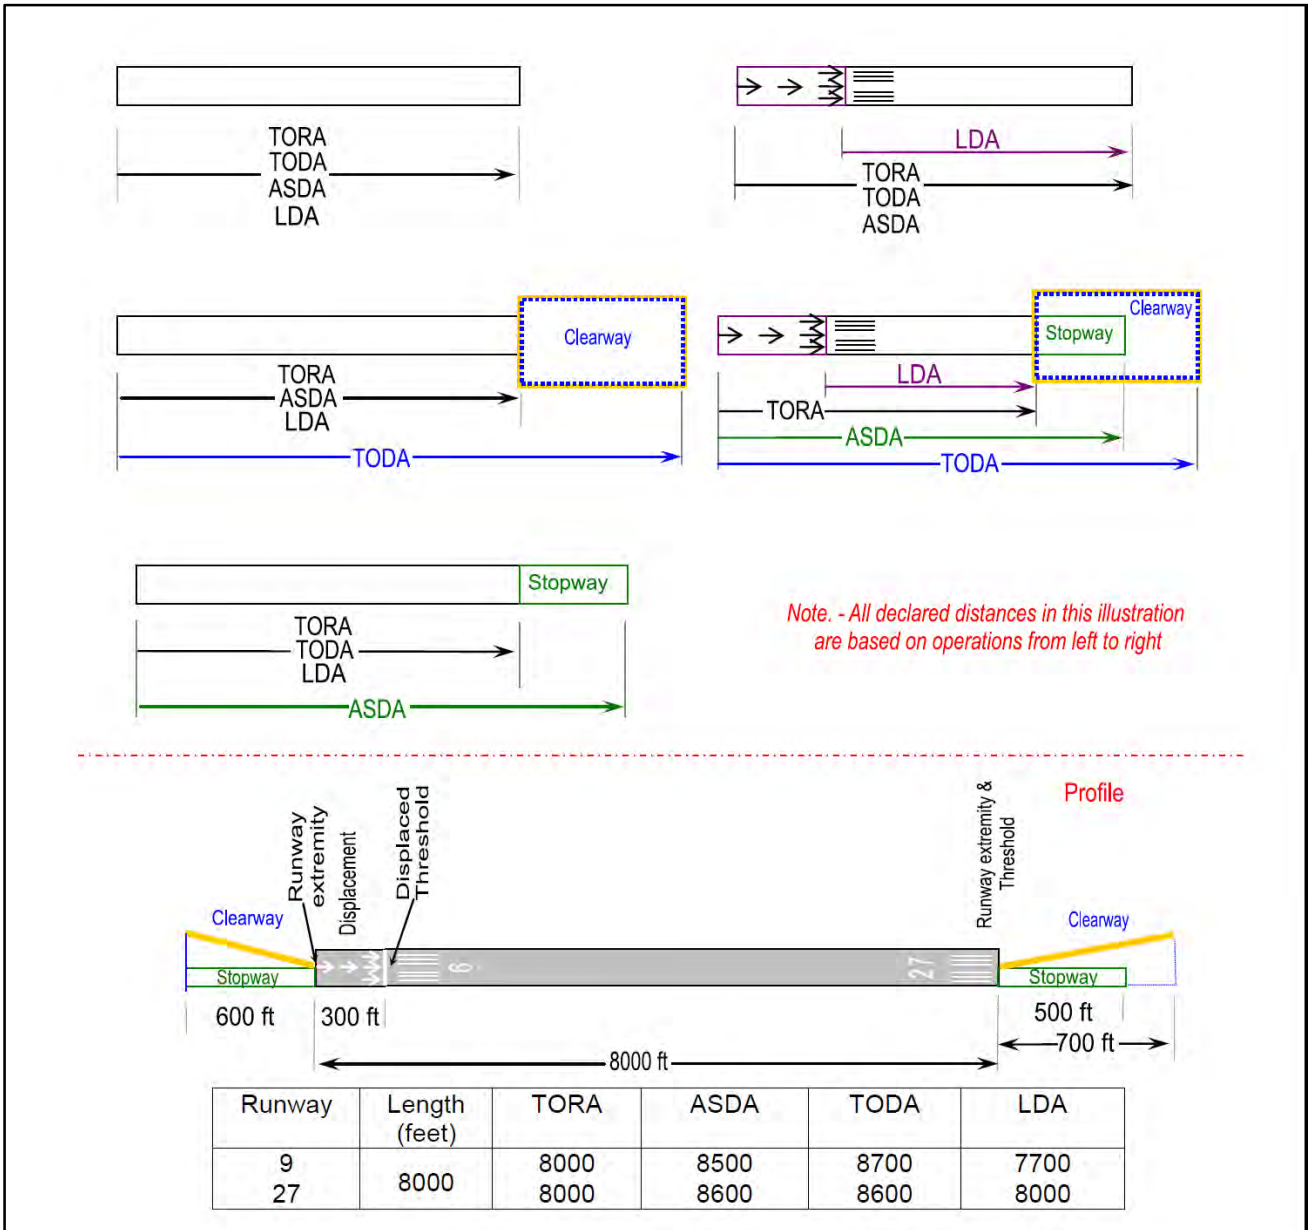 TORA
TODA
ASDA
LDA
LDA
TORA
TODA
ASDA
Clearway
TORA
ASDA
LDA
TODA
Clearway
Stopway
LDA
TORA
ASDA
TODA
Stopway
TORA
TODA
LDA
ASDA
Note. - All declared distances in this illustration
are based on operations from left to right
Profile
Runway
extremity
Displacement
Displaced
Threshold
Runway extremity &
Threshold
Clearway
Clearway
Stopway
9
27
Stopway
600 ft
300 ft
500 ft
700 ft
8000 ft
Runway Length (feet) TORA ASDA TODA LDA
9 8000 8000 8500 8700 7700
27 8000 8600 8600 8000